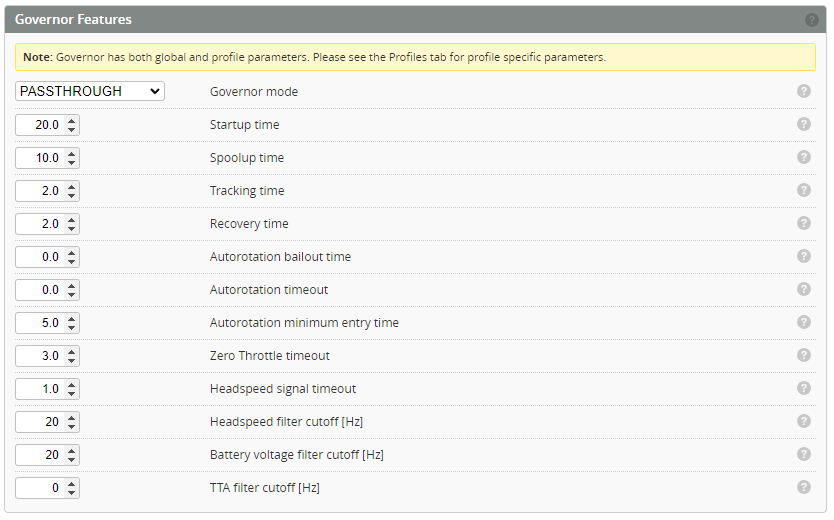 Governor Features
?
Note: Governor has both global and profile parameters. Please see the Profiles tab for profile specific parameters.
PASSTHROUGH Governor mode ?
20.0 Startup time ?
10.0 Spoolup time ?
2.0 Tracking time ?
2.0 Recovery time ?
0.0 Autorotation bailout time ?
0.0 Autorotation timeout ?
5.0 Autorotation minimum entry time ?
3.0 Zero Throttle timeout ?
1.0 Headspeed signal timeout ?
20 Headspeed filter cutoff [Hz] ?
20 Battery voltage filter cutoff [Hz] ?
0 TTA filter cutoff [Hz] ?